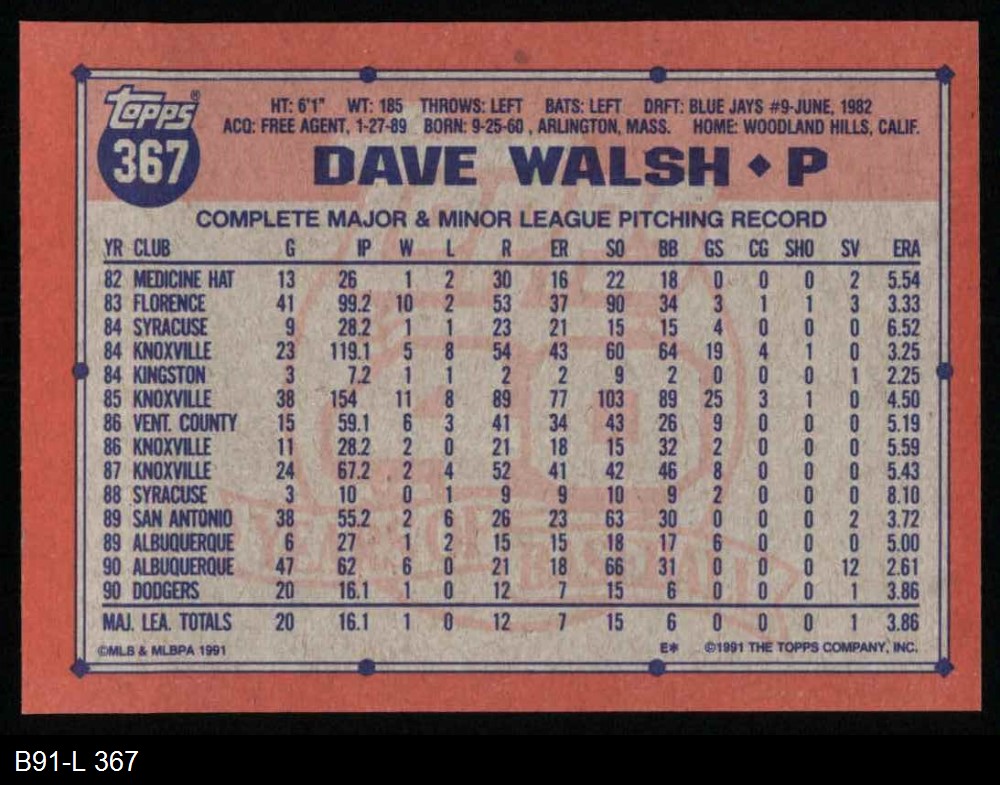 Topps®
367
HT: 6'1" WT: 185 THROWS: LEFT BATS: LEFT DRFT: BLUE JAYS #9-JUNE, 1982
ACQ: FREE AGENT, 1-27-89 BORN: 9-25-60, ARLINGTON, MASS. HOME: WOODLAND HILLS, CALIF.
DAVE WALSH ◆ P
COMPLETE MAJOR & MINOR LEAGUE PITCHING RECORD
YR CLUB G IP W L R ER SO BB GS CG SHO SV ERA
82 MEDICINE HAT 13 26 1 2 30 16 22 18 0 0 0 2 5.54
83 FLORENCE 41 99.2 10 2 53 37 90 34 3 1 1 3 3.33
84 SYRACUSE 9 28.2 1 1 23 21 15 15 4 0 0 0 6.52
84 KNOXVILLE 23 119.1 5 8 54 43 60 64 19 4 1 0 3.25
84 KINGSTON 3 7.2 1 1 2 2 9 2 0 0 0 1 2.25
85 KNOXVILLE 38 154 11 8 89 77 103 89 25 3 1 0 4.50
86 VENT. COUNTY 15 59.1 6 3 41 34 43 26 9 0 0 0 5.19
86 KNOXVILLE 11 28.2 2 0 21 18 15 32 2 0 0 0 5.59
87 KNOXVILLE 24 67.2 2 4 52 41 42 46 8 0 0 0 5.43
88 SYRACUSE 3 10 0 1 9 9 10 9 2 0 0 0 8.10
89 SAN ANTONIO 38 55.2 2 6 26 23 63 30 0 0 0 2 3.72
89 ALBUQUERQUE 6 27 1 2 15 15 18 17 6 0 0 0 5.00
90 ALBUQUERQUE 47 62 6 0 21 18 66 31 0 0 0 12 2.61
90 DODGERS 20 16.1 1 0 12 7 15 6 0 0 0 1 3.86
MAJ. LEA. TOTALS 20 16.1 1 0 12 7 15 6 0 0 0 1 3.86
©MLB & MLBPA 1991 E* ©1991 THE TOPPS COMPANY, INC.
Topps
40
YEARS OF BASEBALL
B91-L 367